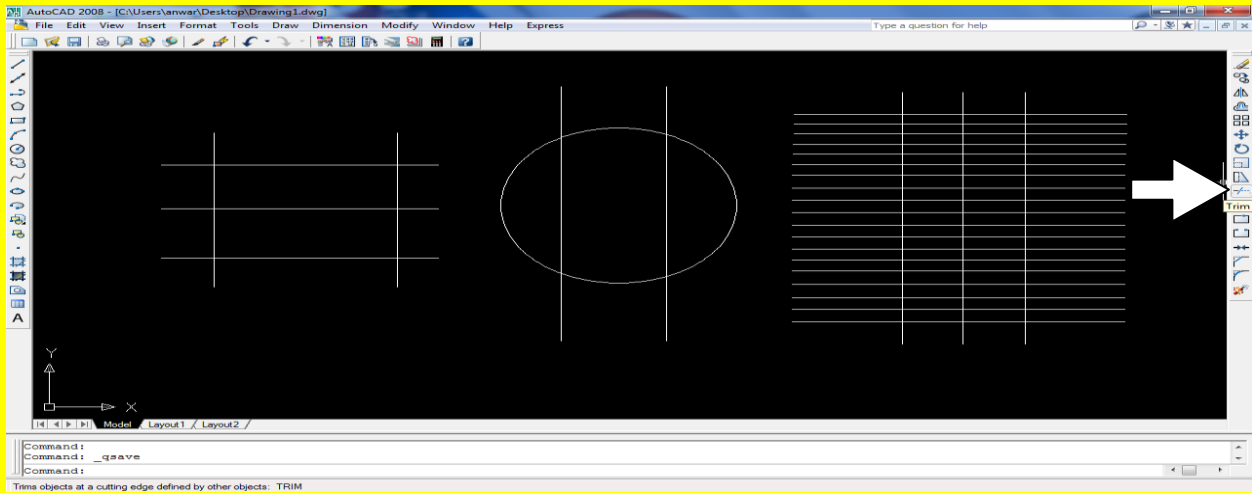 AutoCAD 2008 - [C:\Users\anwar\Desktop\Drawing1.dwg]
File Edit View Insert Format Tools Draw Dimension Modify Window Help Express
Type a question for help
Trim
A
Y
X
Model Layout1 Layout2
Command:
Command: _qsave
Command:
Trims objects at a cutting edge defined by other objects: TRIM